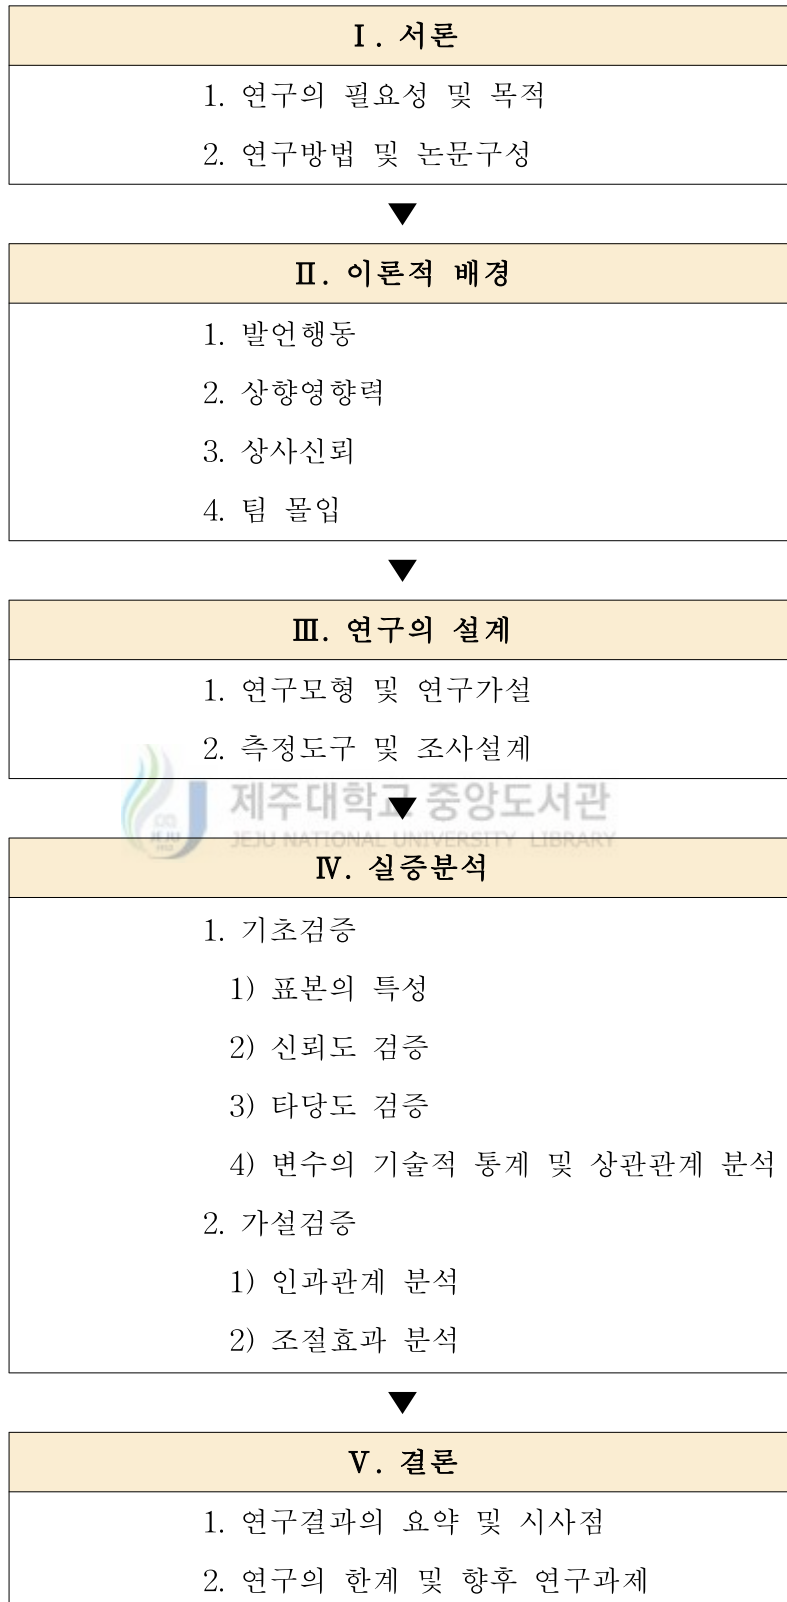 Ⅰ. 서론
1. 연구의 필요성 및 목적
2. 연구방법 및 논문구성
▼
Ⅱ. 이론적 배경
1. 발언행동
2. 상향영향력
3. 상사신뢰
4. 팀 몰입
▼
Ⅲ. 연구의 설계
1. 연구모형 및 연구가설
2. 측정도구 및 조사설계
제주대학교 중앙도서관
JEJU NATIONAL UNIVERSITY LIBRARY
▼
Ⅳ. 실증분석
1. 기초검증
1) 표본의 특성
2) 신뢰도 검증
3) 타당도 검증
4) 변수의 기술적 통계 및 상관관계 분석
2. 가설검증
1) 인과관계 분석
2) 조절효과 분석
▼
Ⅴ. 결론
1. 연구결과의 요약 및 시사점
2. 연구의 한계 및 향후 연구과제